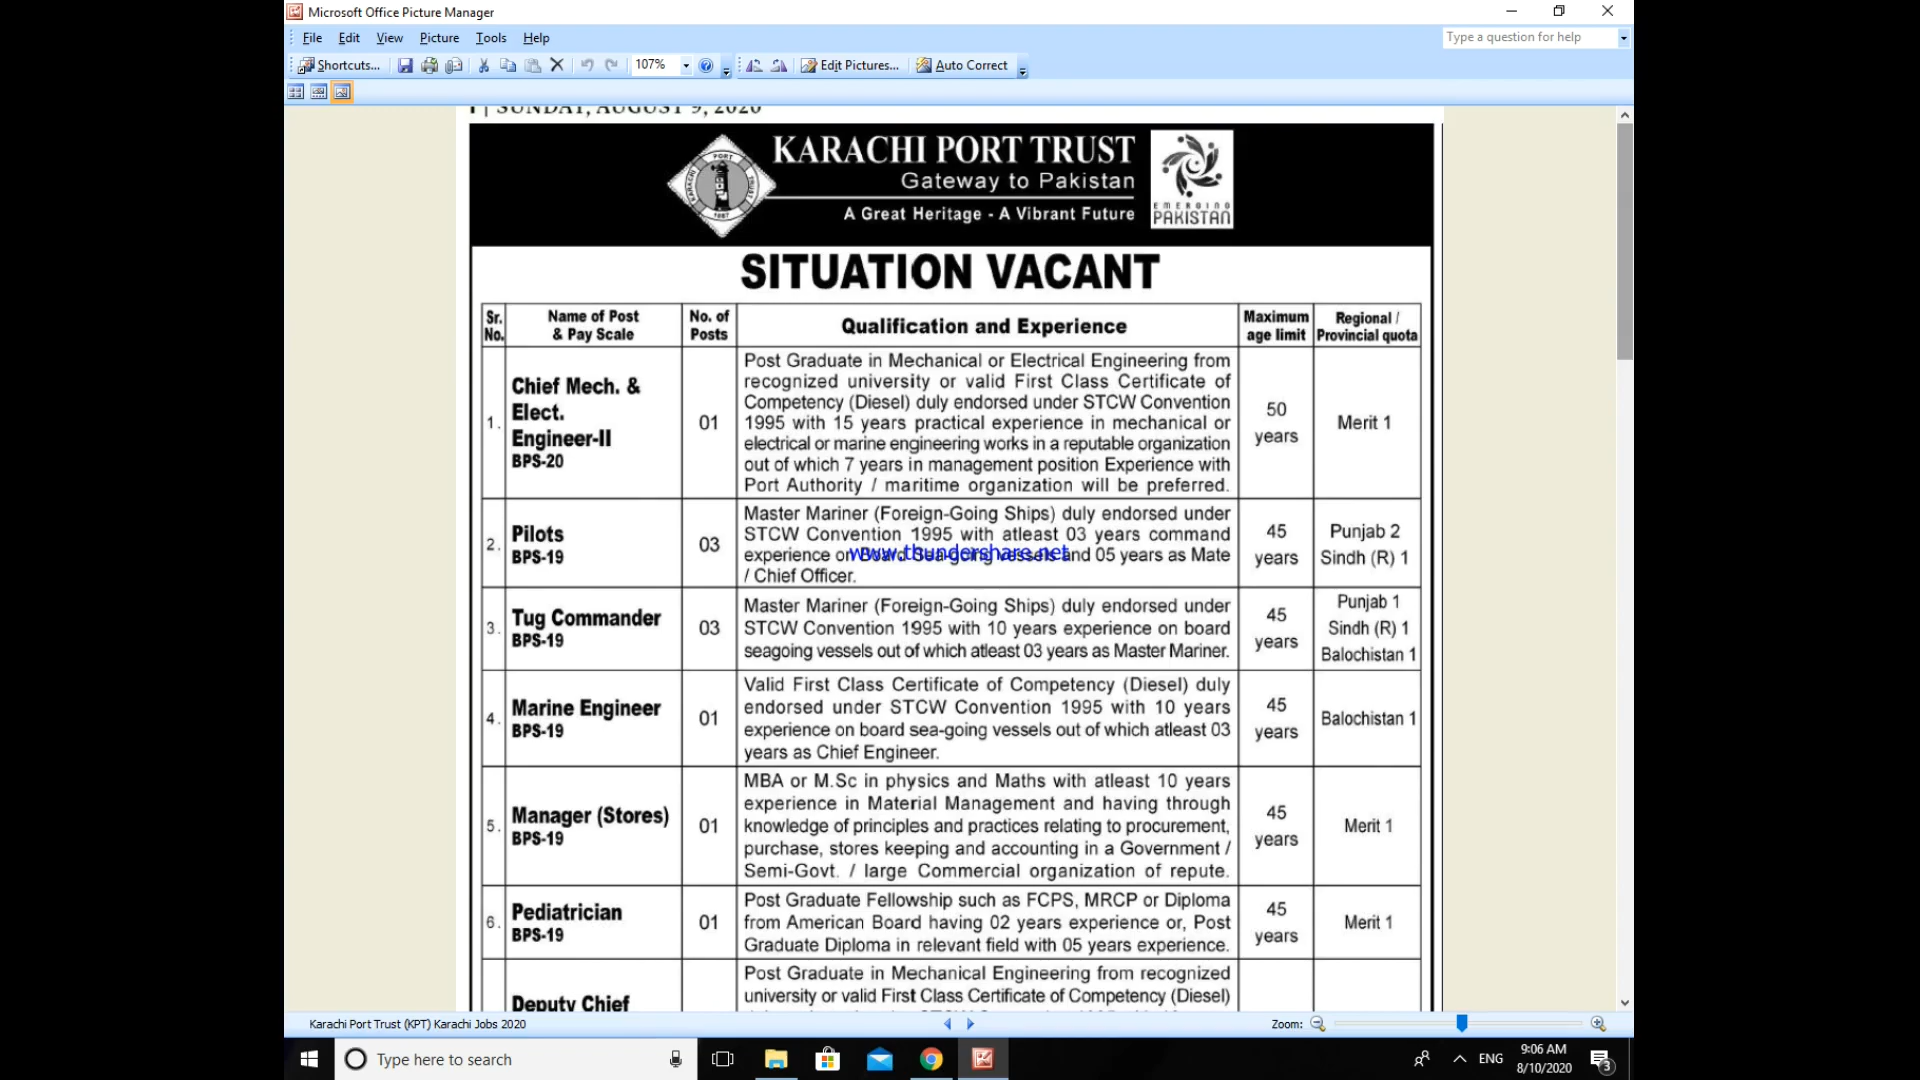 Microsoft Office Picture Manager
File Edit View Picture Tools Help
Type a question for help
Shortcuts... 107% Edit Pictures... Auto Correct
1 | SUNDAY, AUGUST 9, 2020
KARACHI PORT TRUST
Gateway to Pakistan
A Great Heritage - A Vibrant Future
KARACHI PORT TRUST
1887
EMERGING
PAKISTAN
SITUATION VACANT
Sr. No. Name of Post & Pay Scale No. of Posts Qualification and Experience Maximum age limit Regional / Provincial quota
1. Chief Mech. & Elect. Engineer-II BPS-20 01
Post Graduate in Mechanical or Electrical Engineering from
recognized university or valid First Class Certificate of
Competency (Diesel) duly endorsed under STCW Convention
1995 with 15 years practical experience in mechanical or
electrical or marine engineering works in a reputable organization
out of which 7 years in management position Experience with
Port Authority / maritime organization will be preferred.
50 years Merit 1
2. Pilots BPS-19 03
Master Mariner (Foreign-Going Ships) duly endorsed under
STCW Convention 1995 with atleast 03 years command
experience on Board Sea-going vessels and 05 years as Mate
/ Chief Officer.
www.thundershare.net
45 years Punjab 2 Sindh (R) 1
3. Tug Commander BPS-19 03
Master Mariner (Foreign-Going Ships) duly endorsed under
STCW Convention 1995 with 10 years experience on board
seagoing vessels out of which atleast 03 years as Master Mariner.
45 years Punjab 1 Sindh (R) 1 Balochistan 1
4. Marine Engineer BPS-19 01
Valid First Class Certificate of Competency (Diesel) duly
endorsed under STCW Convention 1995 with 10 years
experience on board sea-going vessels out of which atleast 03
years as Chief Engineer.
45 years Balochistan 1
5. Manager (Stores) BPS-19 01
MBA or M.Sc in physics and Maths with atleast 10 years
experience in Material Management and having through
knowledge of principles and practices relating to procurement,
purchase, stores keeping and accounting in a Government /
Semi-Govt. / large Commercial organization of repute.
45 years Merit 1
6. Pediatrician BPS-19 01
Post Graduate Fellowship such as FCPS, MRCP or Diploma
from American Board having 02 years experience or, Post
Graduate Diploma in relevant field with 05 years experience.
45 years Merit 1
Deputy Chief
Post Graduate in Mechanical Engineering from recognized
university or valid First Class Certificate of Competency (Diesel)
Karachi Port Trust (KPT) Karachi Jobs 2020
Zoom:
Type here to search
ENG
9:06 AM
8/10/2020
3